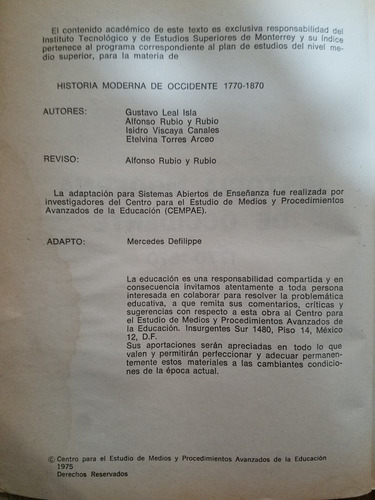 El contenido académico de este texto es exclusiva responsabilidad del
Instituto Tecnológico y de Estudios Superiores de Monterrey y su índice
pertenece al programa correspondiente al plan de estudios del nivel me-
dio superior, para la materia de
HISTORIA MODERNA DE OCCIDENTE 1770-1870
AUTORES: Gustavo Leal Isla
Alfonso Rubio y Rubio
Isidro Viscaya Canales
Etelvina Torres Arceo
REVISO: Alfonso Rubio y Rubio
La adaptación para Sistemas Abiertos de Enseñanza fue realizada por
investigadores del Centro para el Estudio de Medios y Procedimientos
Avanzados de la Educación (CEMPAE).
ADAPTO: Mercedes Defilippe
La educación es una responsabilidad compartida y en
consecuencia invitamos atentamente a toda persona
interesada en colaborar para resolver la problemática
educativa, a que remita sus comentarios, críticas y
sugerencias con respecto a esta obra al Centro para
el Estudio de Medios y Procedimientos Avanzados de
la Educación. Insurgentes Sur 1480, Piso 14, México
12, D.F.
Sus aportaciones serán apreciadas en todo lo que
valen y permitirán perfeccionar y adecuar permanen-
temente estos materiales a las cambiantes condicio-
nes de la época actual.
© Centro para el Estudio de Medios y Procedimientos Avanzados de la Educación
1975
Derechos Reservados